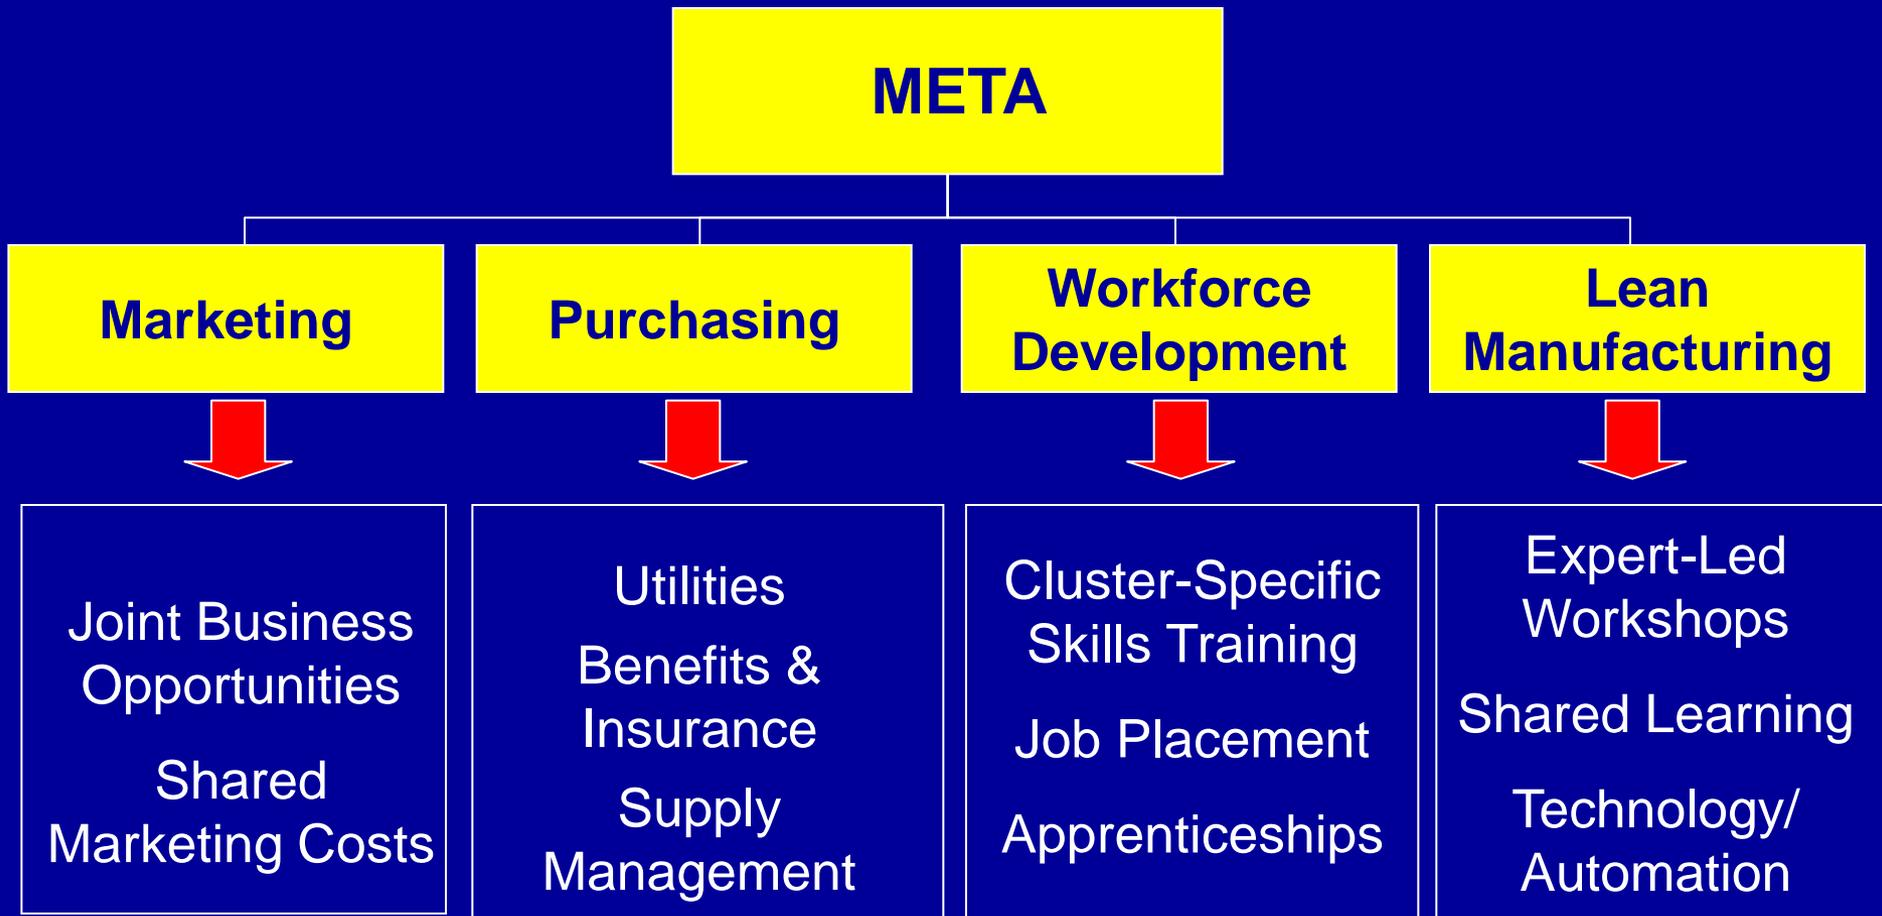 META
Marketing
Purchasing
Workforce
Development
Lean
Manufacturing
Joint Business
Opportunities
Shared
Marketing Costs
Utilities
Benefits &
Insurance
Supply
Management
Cluster-Specific
Skills Training
Job Placement
Apprenticeships
Expert-Led
Workshops
Shared Learning
Technology/
Automation